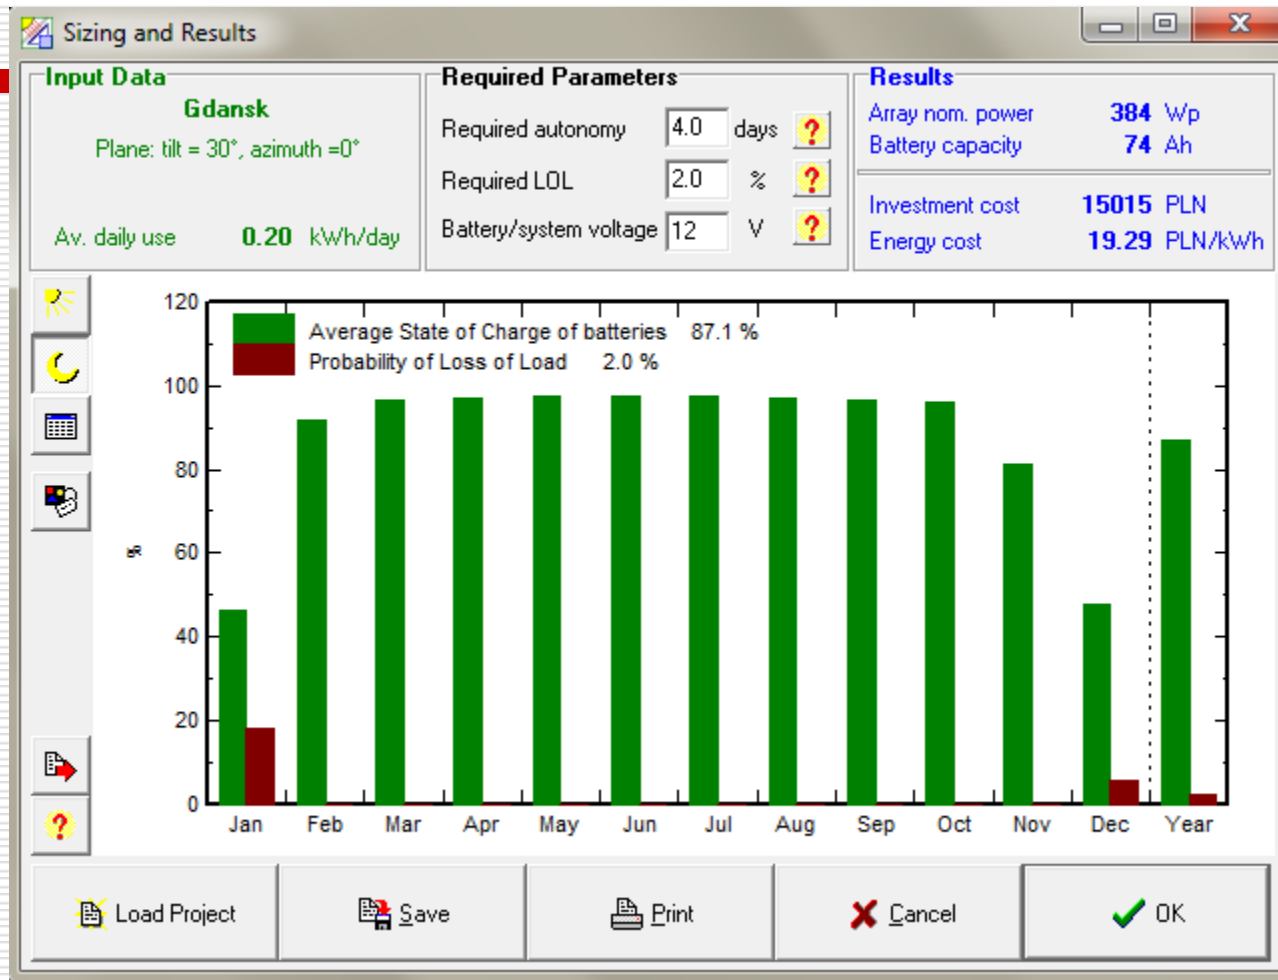 Sizing and Results
Input Data
Gdansk
Plane: tilt = 30°, azimuth =0°
Av. daily use 0.20 kWh/day
Required Parameters
Required autonomy 4.0 days ?
Required LOL 2.0 % ?
Battery/system voltage 12 V ?
Results
Array nom. power 384 Wp
Battery capacity 74 Ah
Investment cost 15015 PLN
Energy cost 19.29 PLN/kWh
Average State of Charge of batteries 87.1 %
Probability of Loss of Load 2.0 %
120
100
80
60
40
20
0
%
Jan Feb Mar Apr May Jun Jul Aug Sep Oct Nov Dec Year
?
Load Project Save Print Cancel OK